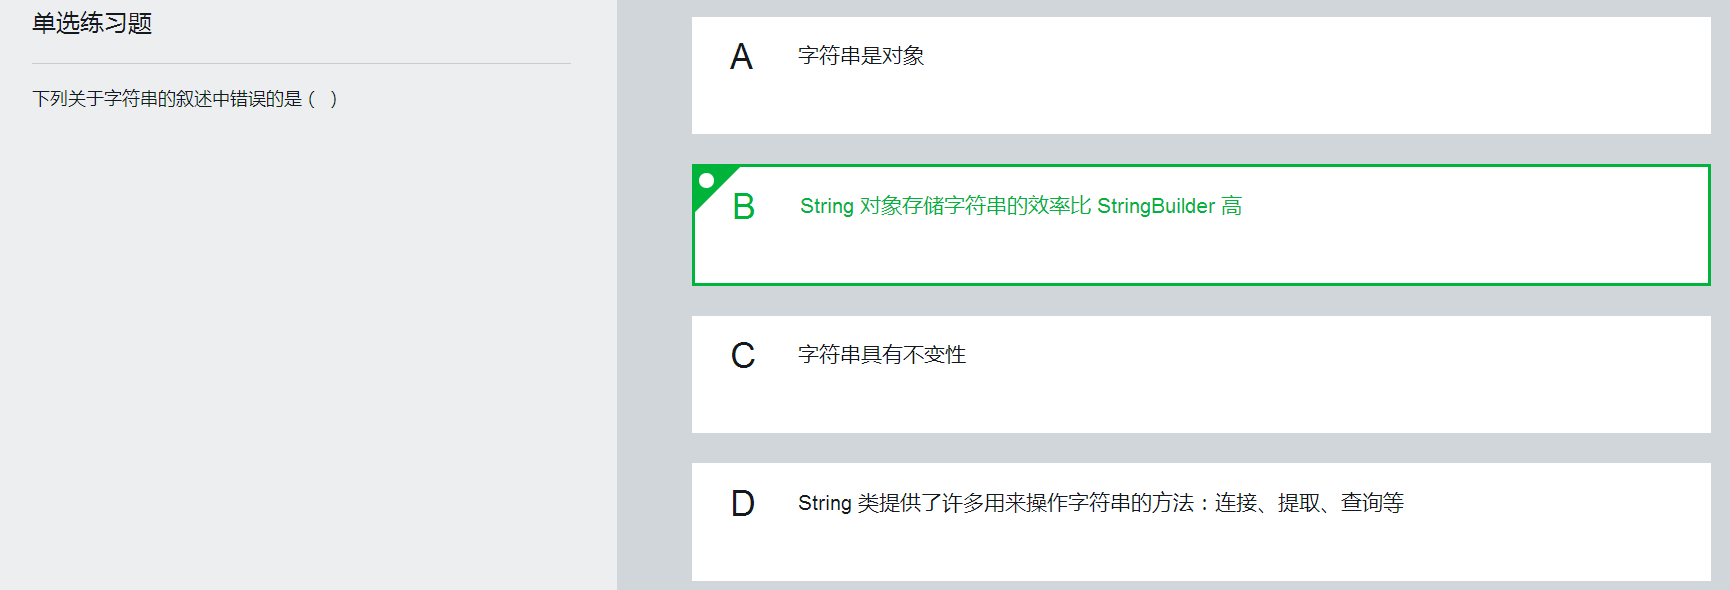 单选练习题
下列关于字符串的叙述中错误的是 (   )
A 字符串是对象
B String 对象存储字符串的效率比 StringBuilder 高
C 字符串具有不变性
D String 类提供了许多用来操作字符串的方法：连接、提取、查询等